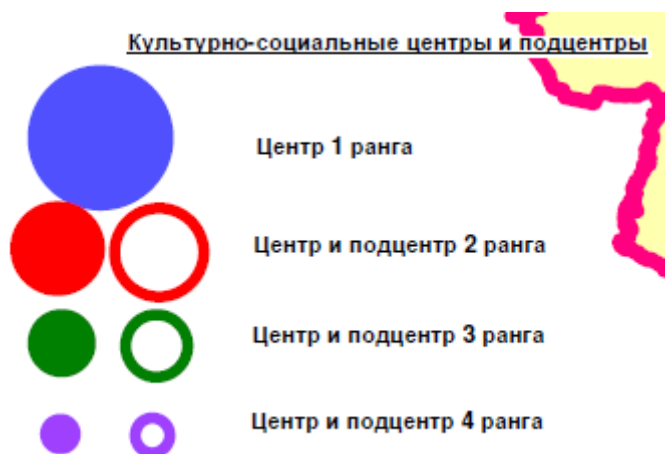 Культурно-социальные центры и подцентры
Центр 1 ранга
Центр и подцентр 2 ранга
Центр и подцентр 3 ранга
Центр и подцентр 4 ранга